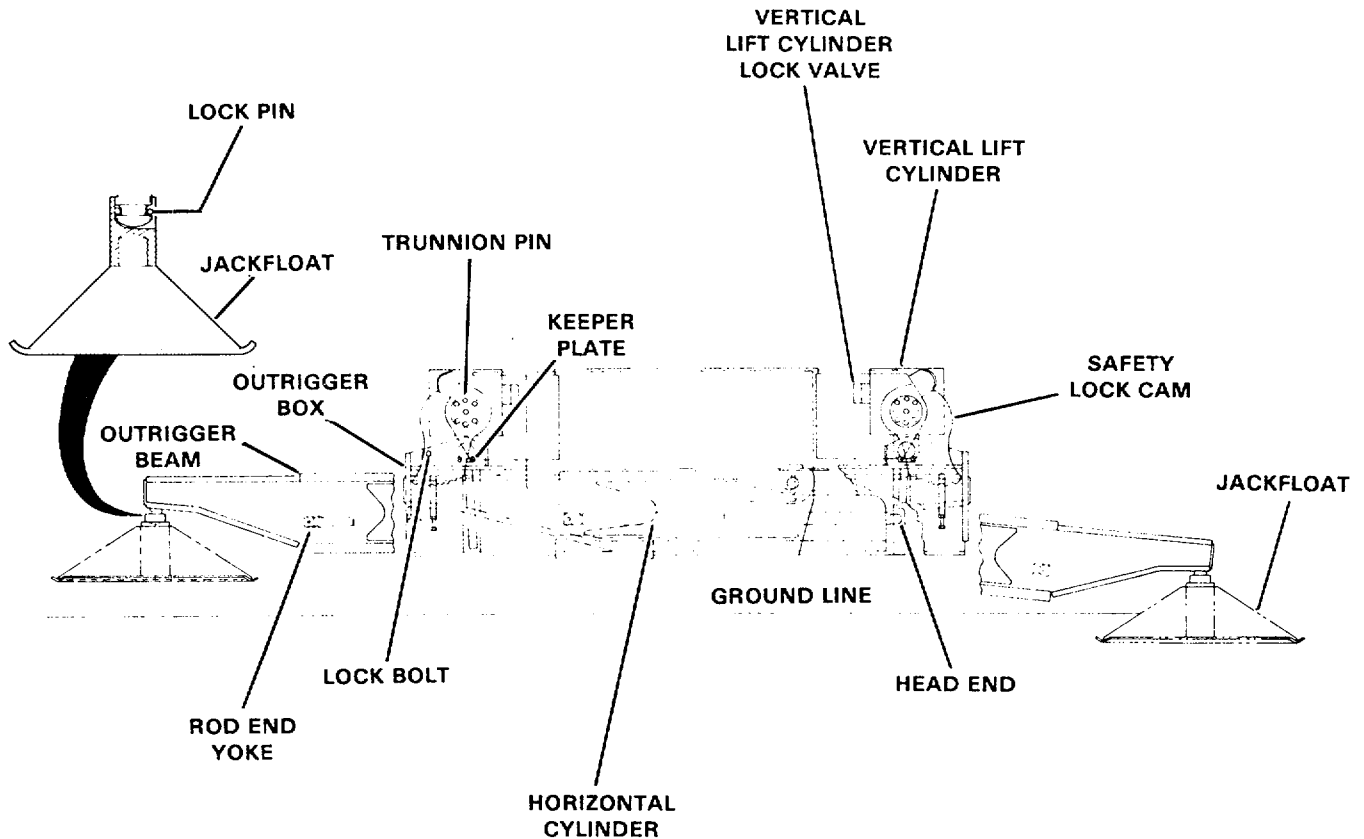 VERTICAL
LIFT CYLINDER
LOCK VALVE
LOCK PIN
VERTICAL LIFT
CYLINDER
TRUNNION PIN
JACKFLOAT
KEEPER
PLATE
SAFETY
LOCK CAM
OUTRIGGER
BOX
OUTRIGGER
BEAM
JACKFLOAT
GROUND LINE
LOCK BOLT
HEAD END
ROD END
YOKE
HORIZONTAL
CYLINDER